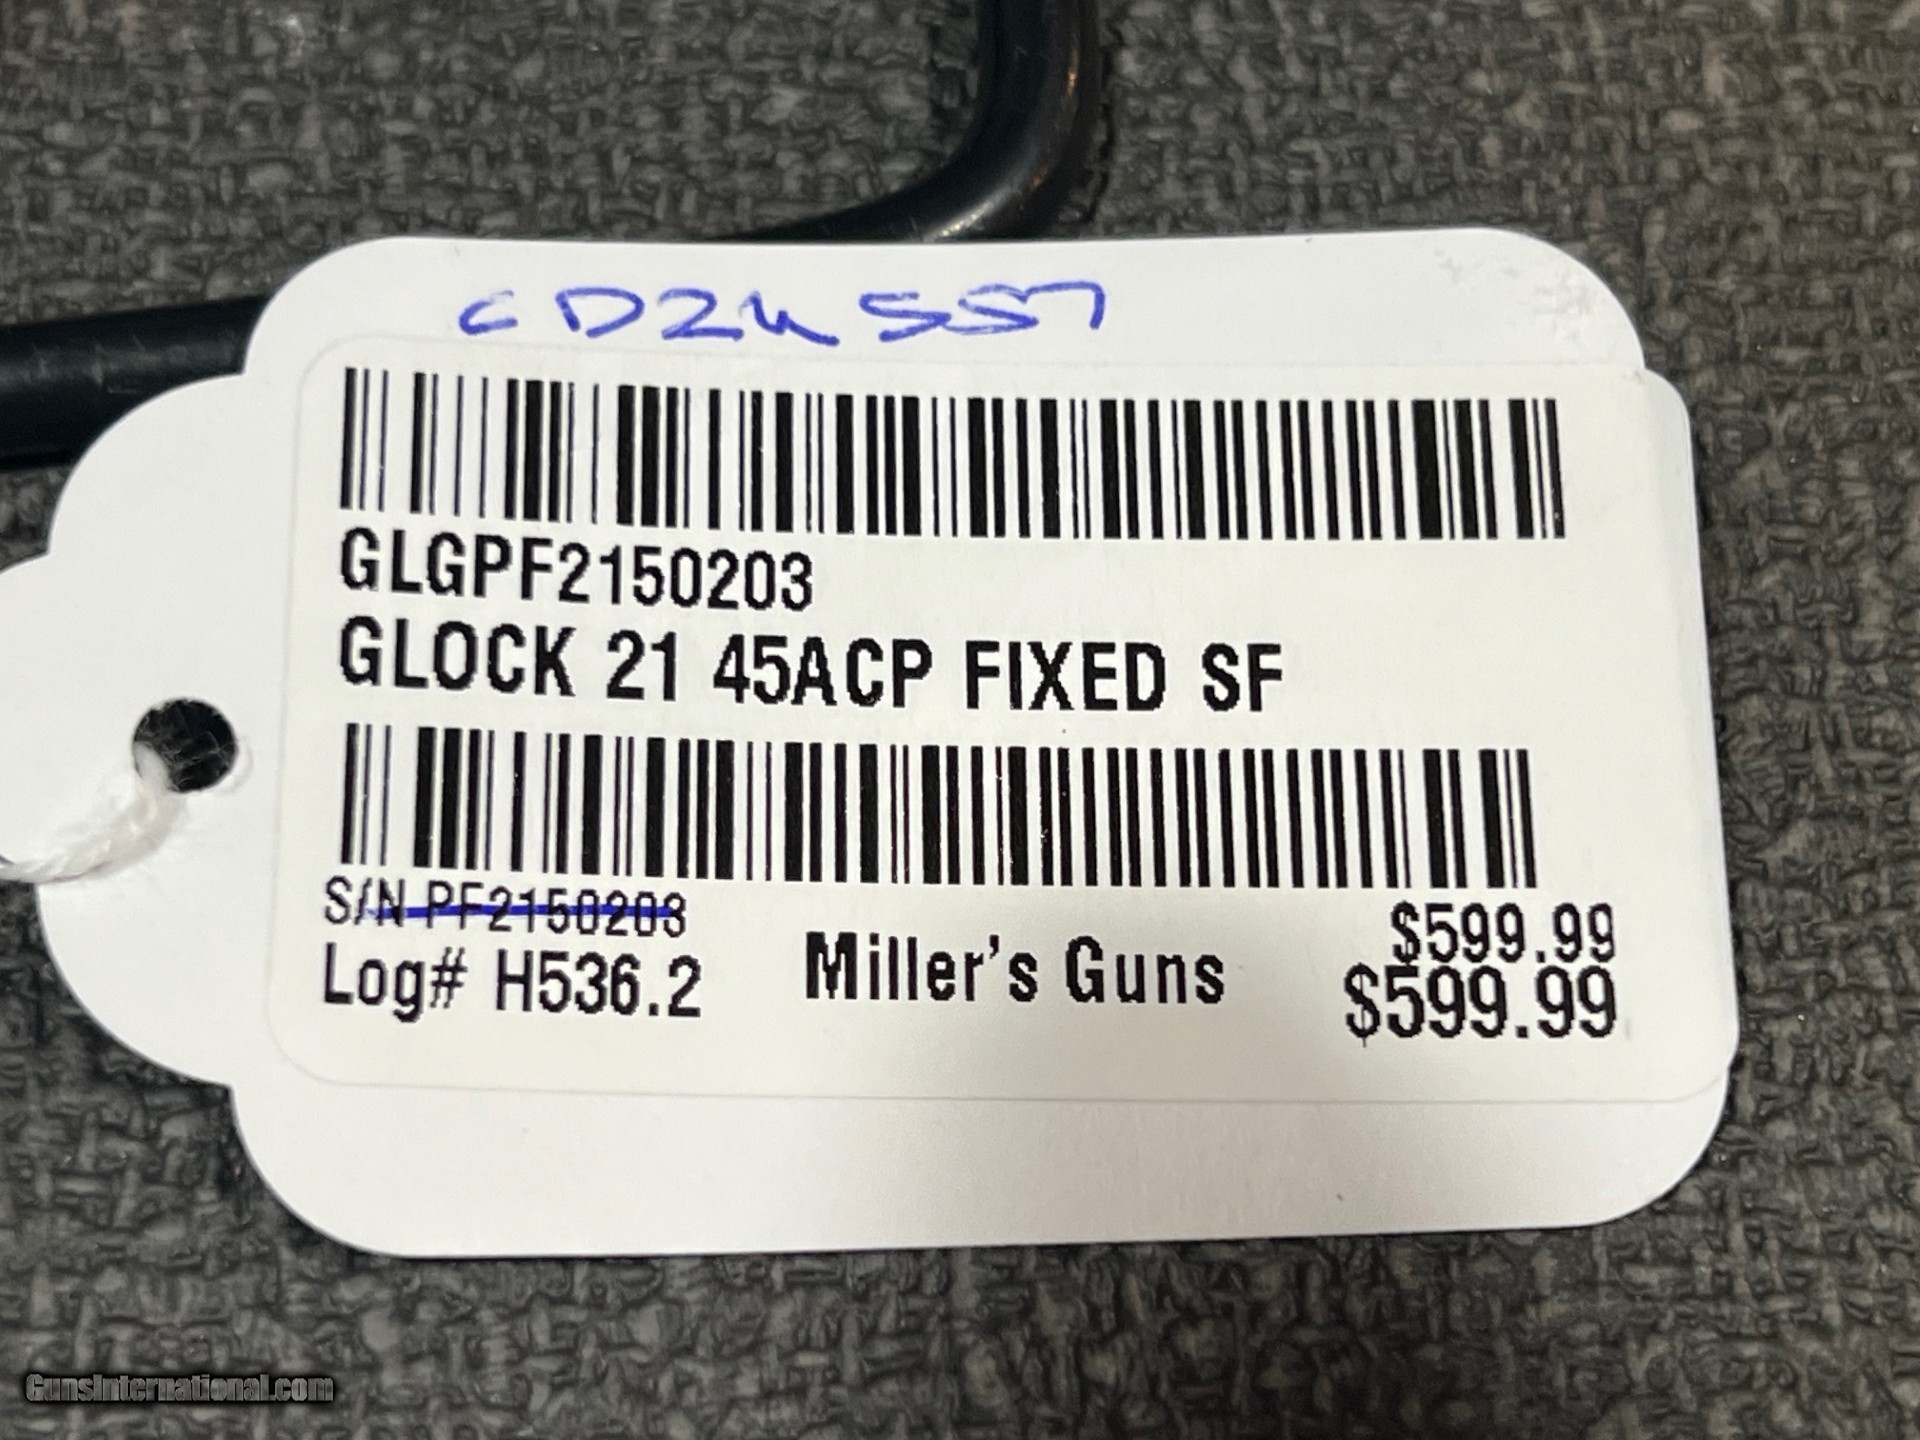 CD24557
GLGPF2150203
GLOCK 21 45ACP FIXED SF
S/N PF2150203
$599.99
Log# H536.2
Miller's Guns
$599.99
GunsInternational.com